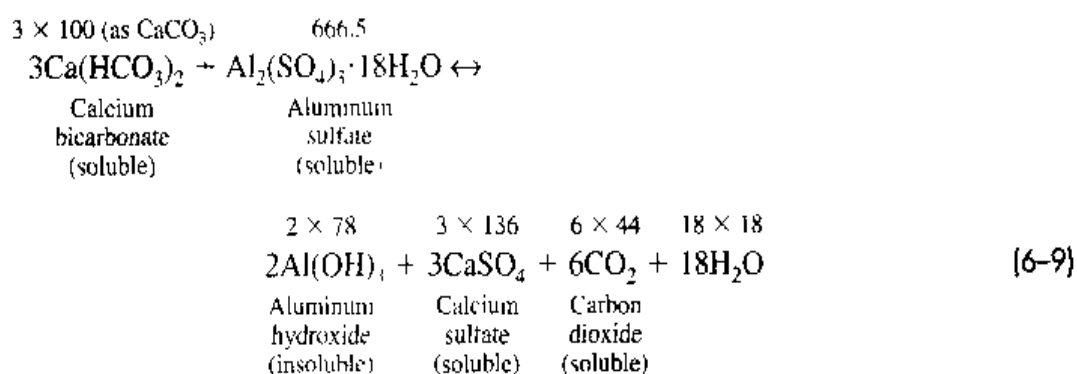 3 × 100 (as CaCO₃) 666.5
3Ca(HCO₃)₂ + Al₂(SO₄)₃·18H₂O ↔
Calcium Aluminum
bicarbonate sulfate
(soluble) (soluble)
2 × 78 3 × 136 6 × 44 18 × 18
2Al(OH)₃ + 3CaSO₄ + 6CO₂ + 18H₂O (6–9)
Aluminum Calcium Carbon
hydroxide sulfate dioxide
(insoluble) (soluble) (soluble)